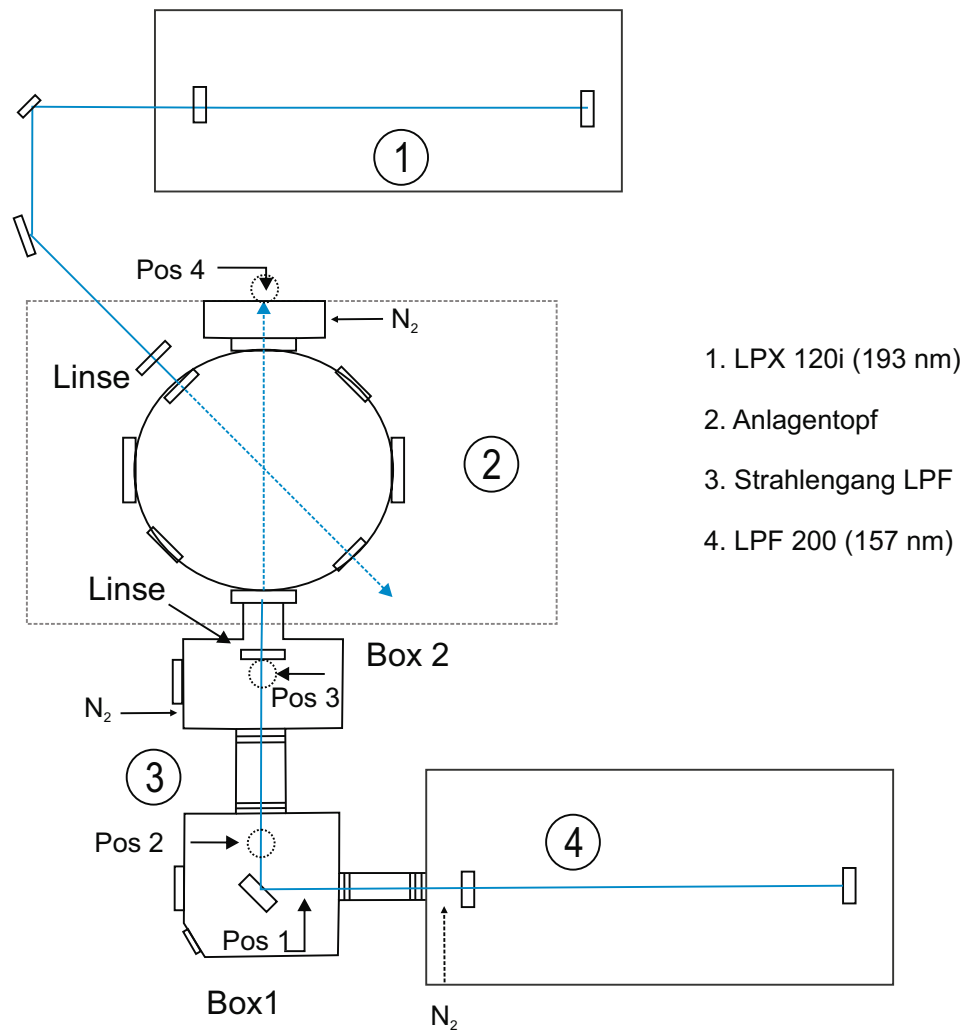 1
Pos 4
N2
Linse
1. LPX 120i (193 nm)
2. Anlagentopf
3. Strahlengang LPF
4. LPF 200 (157 nm)
2
Linse
Box 2
Pos 3
N2
3
Pos 2
4
Pos 1
Box1
N2